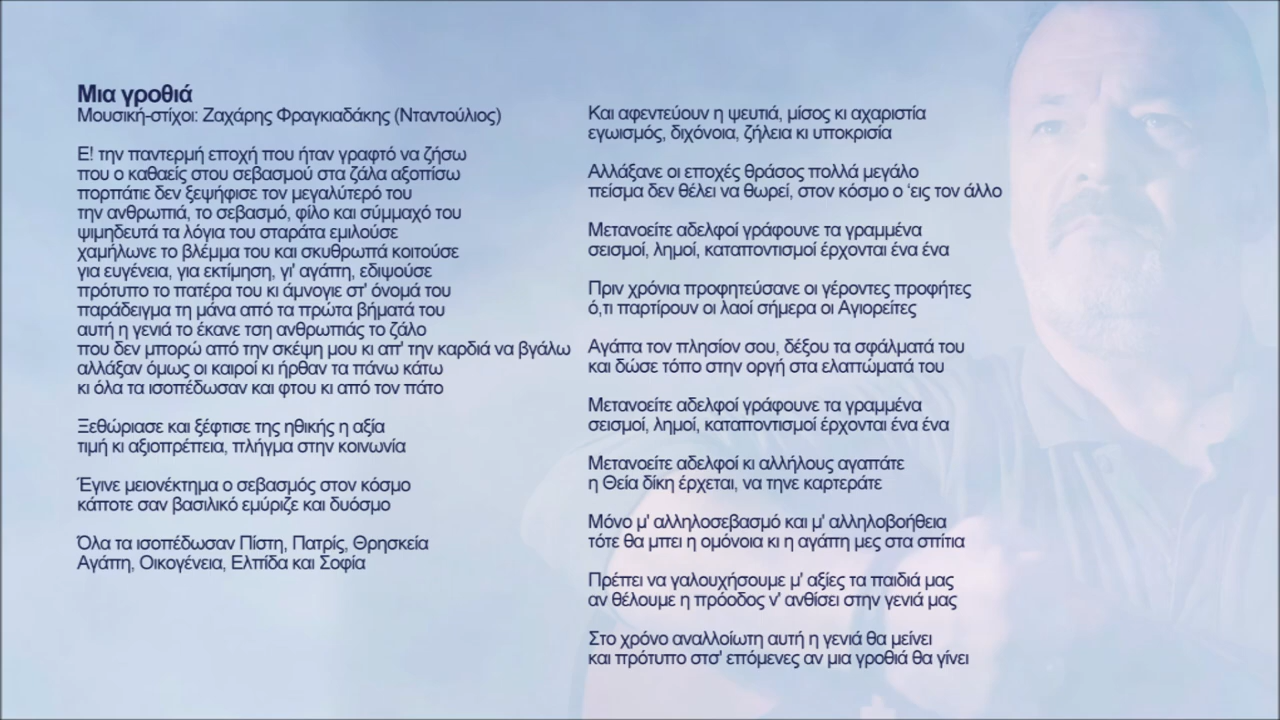 Μια γροθιά
Μουσική-στίχοι: Ζαχάρης Φραγκιαδάκης (Νταντούλιος)
Ε! την παντερμή εποχή που ήταν γραφτό να ζήσω
που ο καθαείς στου σεβασμού στα ζάλα αξοπίσω
πορπάτιε δεν ξεψήφισε τον μεγαλύτερό του
την ανθρωπιά, το σεβασμό, φίλο και σύμμαχό του
ψιμηδευτά τα λόγια του σταράτα εμιλούσε
χαμήλωνε το βλέμμα του και σκυθρωπά κοιτούσε
για ευγένεια, για εκτίμηση, γι' αγάπη, εδιψούσε
πρότυπο το πατέρα του κι άμνογιε στ' όνομά του
παράδειγμα τη μάνα από τα πρώτα βήματά του
αυτή η γενιά το έκανε τση ανθρωπιάς το ζάλο
που δεν μπορώ από την σκέψη μου κι απ' την καρδιά να βγάλω
αλλάξαν όμως οι καιροί κι ήρθαν τα πάνω κάτω
κι όλα τα ισοπέδωσαν και φτου κι από τον πάτο
Ξεθώριασε και ξέφτισε της ηθικής η αξία
τιμή κι αξιοπρέπεια, πλήγμα στην κοινωνία
Έγινε μειονέκτημα ο σεβασμός στον κόσμο
κάποτε σαν βασιλικό εμύριζε και δυόσμο
Όλα τα ισοπέδωσαν Πίστη, Πατρίς, Θρησκεία
Αγάπη, Οικογένεια, Ελπίδα και Σοφία
Και αφεντεύουν η ψευτιά, μίσος κι αχαριστία
εγωισμός, διχόνοια, ζήλεια κι υποκρισία
Αλλάξανε οι εποχές θράσος πολλά μεγάλο
πείσμα δεν θέλει να θωρεί, στον κόσμο ο ‘εις τον άλλο
Μετανοείτε αδελφοί γράφουνε τα γραμμένα
σεισμοί, λημοί, καταποντισμοί έρχονται ένα ένα
Πριν χρόνια προφητεύσανε οι γέροντες προφήτες
ό,τι παρτίρουν οι λαοί σήμερα οι Αγιορείτες
Αγάπα τον πλησίον σου, δέξου τα σφάλματά του
και δώσε τόπο στην οργή στα ελαττώματά του
Μετανοείτε αδελφοί γράφουνε τα γραμμένα
σεισμοί, λημοί, καταποντισμοί έρχονται ένα ένα
Μετανοείτε αδελφοί κι αλλήλους αγαπάτε
η Θεία δίκη έρχεται, να τηνε καρτεράτε
Μόνο μ' αλληλοσεβασμό και μ' αλληλοβοήθεια
τότε θα μπει η ομόνοια κι η αγάπη μες στα σπίτια
Πρέπει να γαλουχήσουμε μ' αξίες τα παιδιά μας
αν θέλουμε η πρόοδος ν' ανθίσει στην γενιά μας
Στο χρόνο αναλλοίωτη αυτή η γενιά θα μείνει
και πρότυπο στσ' επόμενες αν μια γροθιά θα γίνει